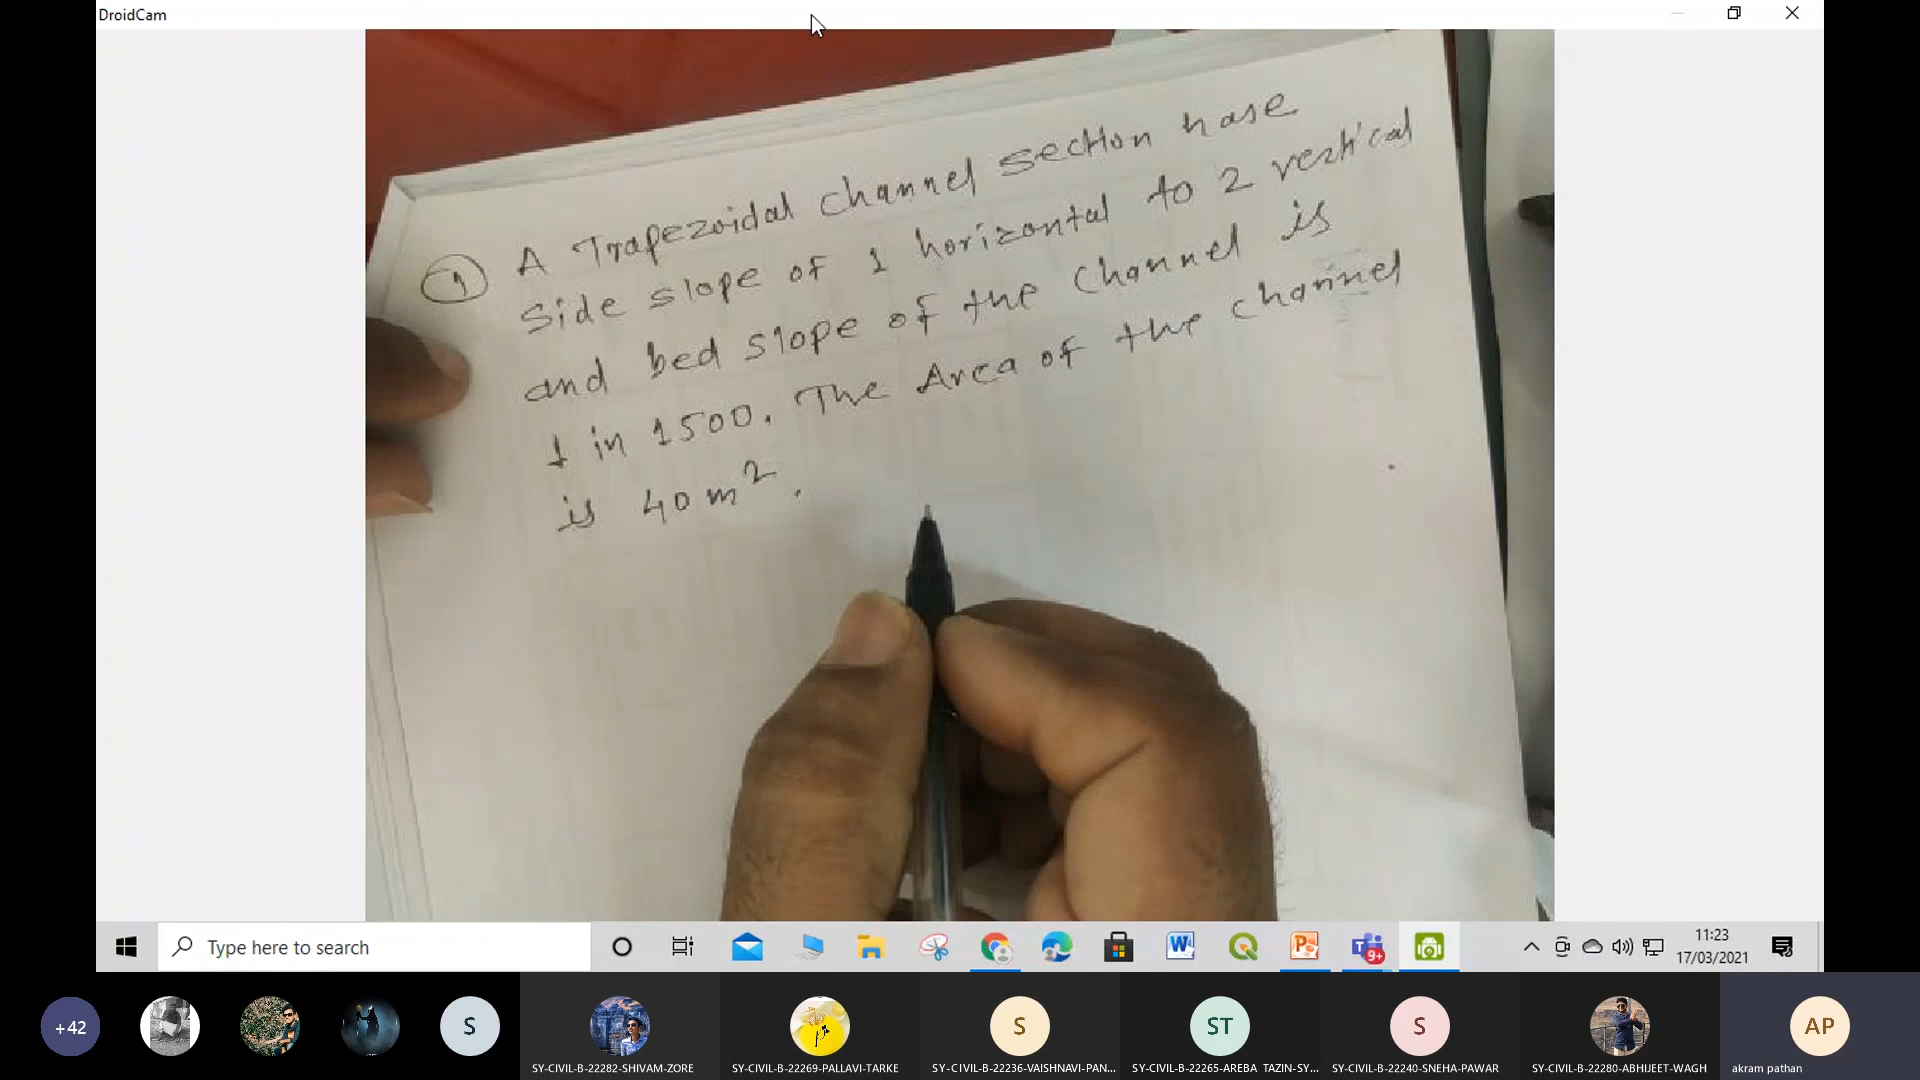 DroidCam
1 A Trapezoidal channel section hase
side slope of 1 horizontal to 2 vertical
and bed slope of the channel is
1 in 1500. The Area of the channel
is 40 m².
Type here to search
9+
11:23
17/03/2021
+42
S
S
ST
S
AP
SY-CIVIL-B-22282-SHIVAM-ZORE
SY-CIVIL-B-22269-PALLAVI-TARKE
SY-CIVIL-B-22236-VAISHNAVI-PAN...
SY-CIVIL-B-22265-AREBA TAZIN-SY...
SY-CIVIL-B-22240-SNEHA-PAWAR
SY-CIVIL-B-22280-ABHIJEET-WAGH
akram pathan